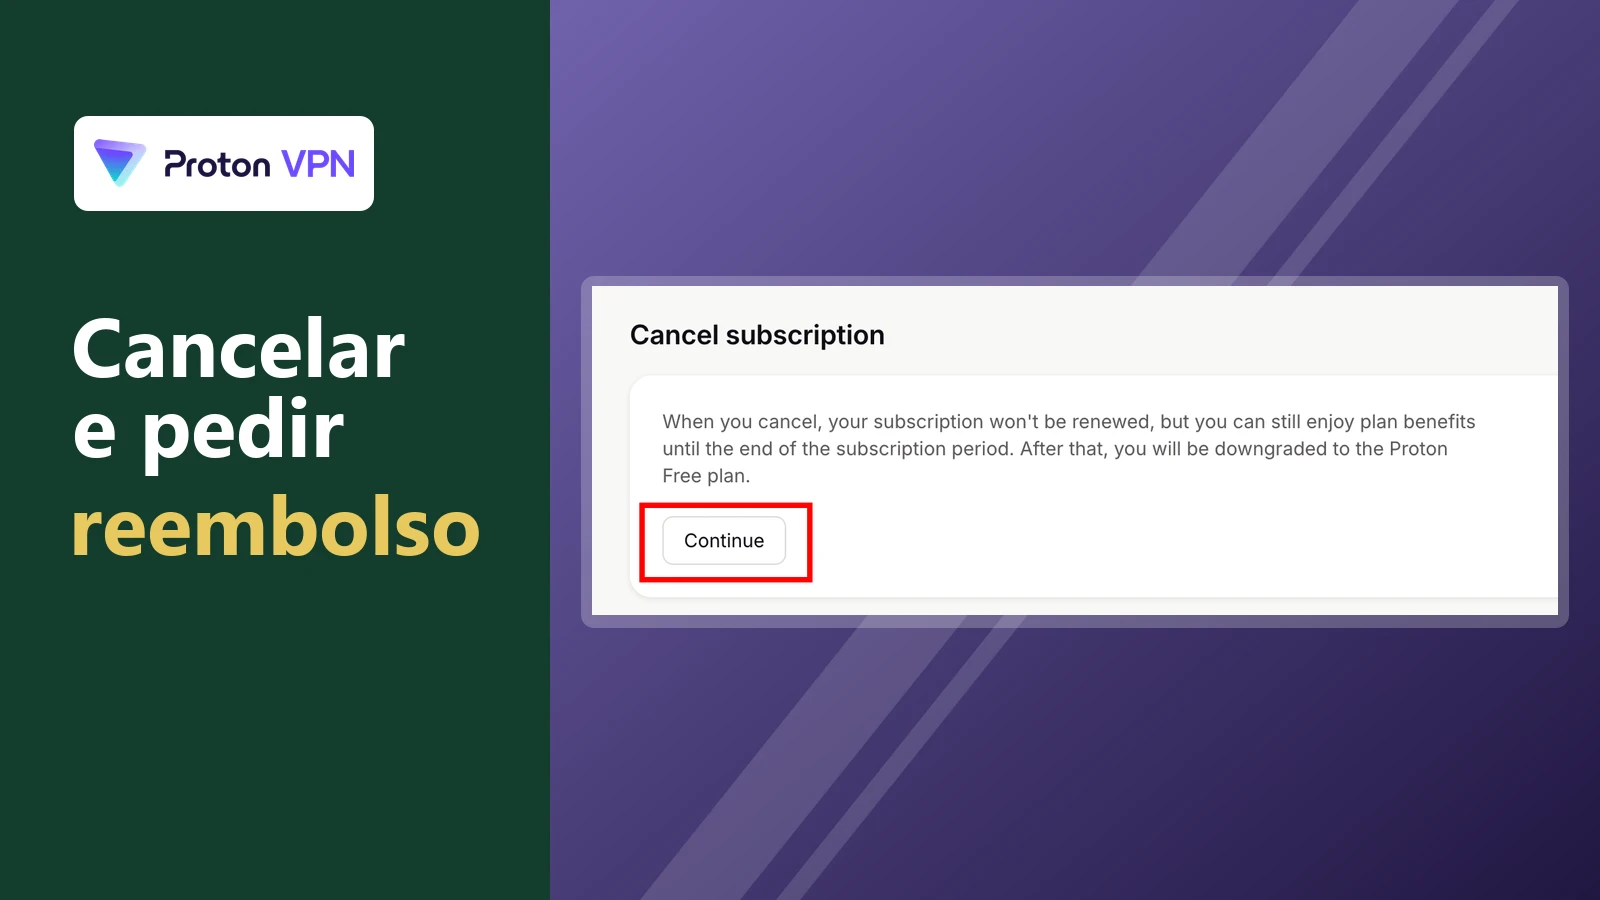 Proton VPN
Cancelar
e pedir
reembolso
Cancel subscription
When you cancel, your subscription won't be renewed, but you can still enjoy plan benefits
until the end of the subscription period. After that, you will be downgraded to the Proton
Free plan.
Continue